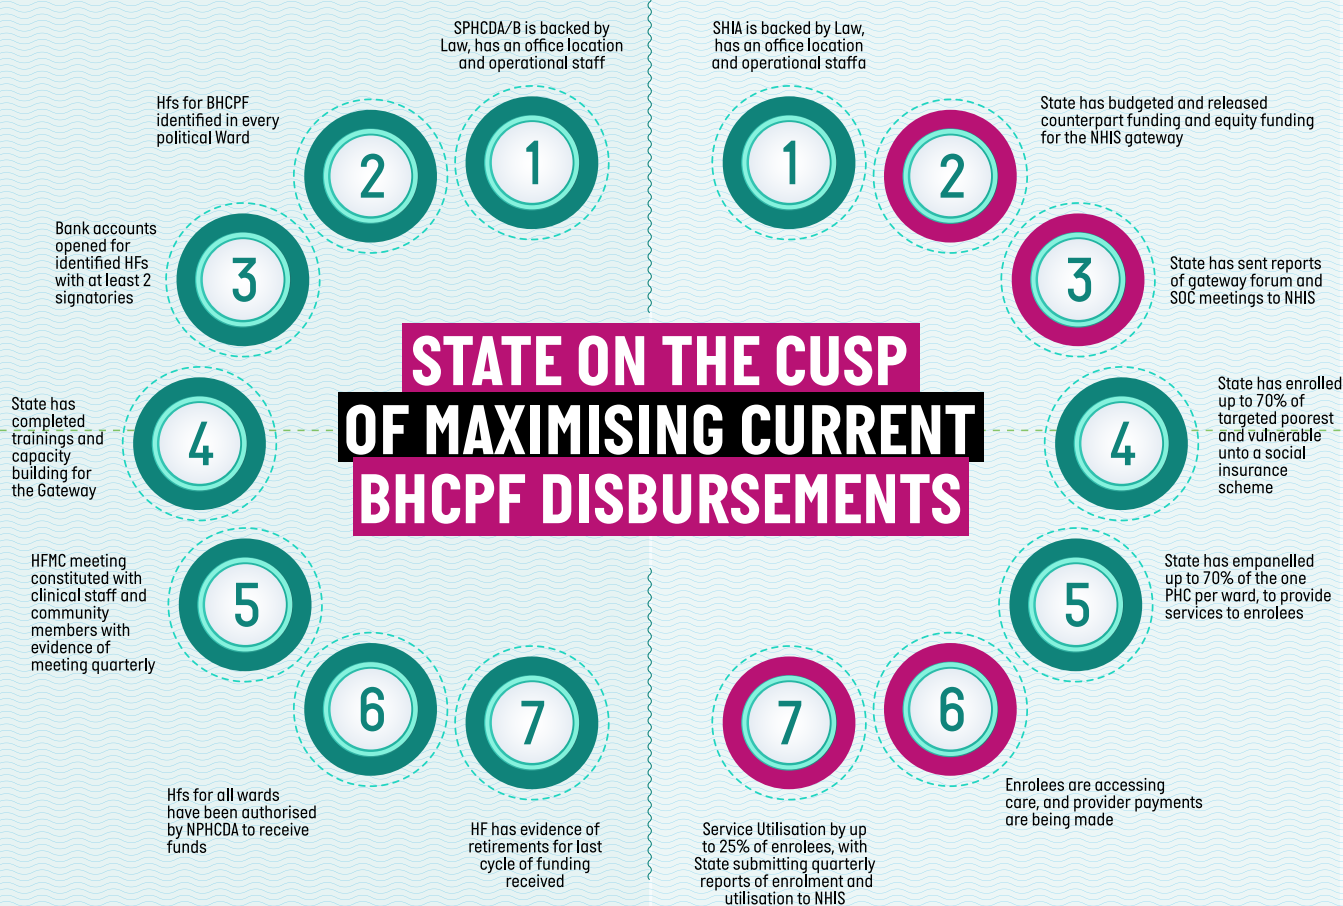 SPHCDA/B is backed by
Law, has an office location
and operational staff
1
Hfs for BHCPF
identified in every
political Ward
2
Bank accounts
opened for
identified HFs
with at least 2
signatories
3
State has
completed
trainings and
capacity
building for
the Gateway
4
HFMC meeting
constituted with
clinical staff and
community
members with
evidence of
meeting quarterly
5
Hfs for all wards
have been authorised
by NPHCDA to receive
funds
6
HF has evidence of
retirements for last
cycle of funding
received
7
STATE ON THE CUSP
OF MAXIMISING CURRENT
BHCPF DISBURSEMENTS
SHIA is backed by Law,
has an office location
and operational staffa
1
State has budgeted and released
counterpart funding and equity funding
for the NHIS gateway
2
State has sent reports
of gateway forum and
SOC meetings to NHIS
3
State has enrolled
up to 70% of
targeted poorest
and vulnerable
unto a social
insurance
scheme
4
State has empanelled
up to 70% of the one
PHC per ward, to provide
services to enrolees
5
Enrolees are accessing
care, and provider payments
are being made
6
Service Utilisation by up
to 25% of enrolees, with
State submitting quarterly
reports of enrolment and
utilisation to NHIS
7